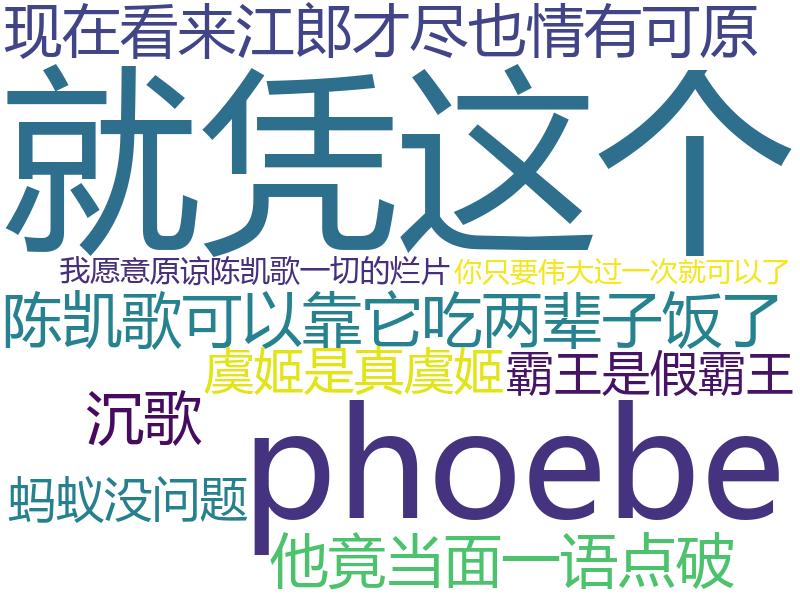 现在看来江郎才尽也情有可原
就凭这个
我愿意原谅陈凯歌一切的烂片 你只要伟大过一次就可以了
陈凯歌可以靠它吃两辈子饭了
虞姬是真虞姬 霸王是假霸王
沉歌
phoebe
蚂蚁没问题
他竟当面一语点破